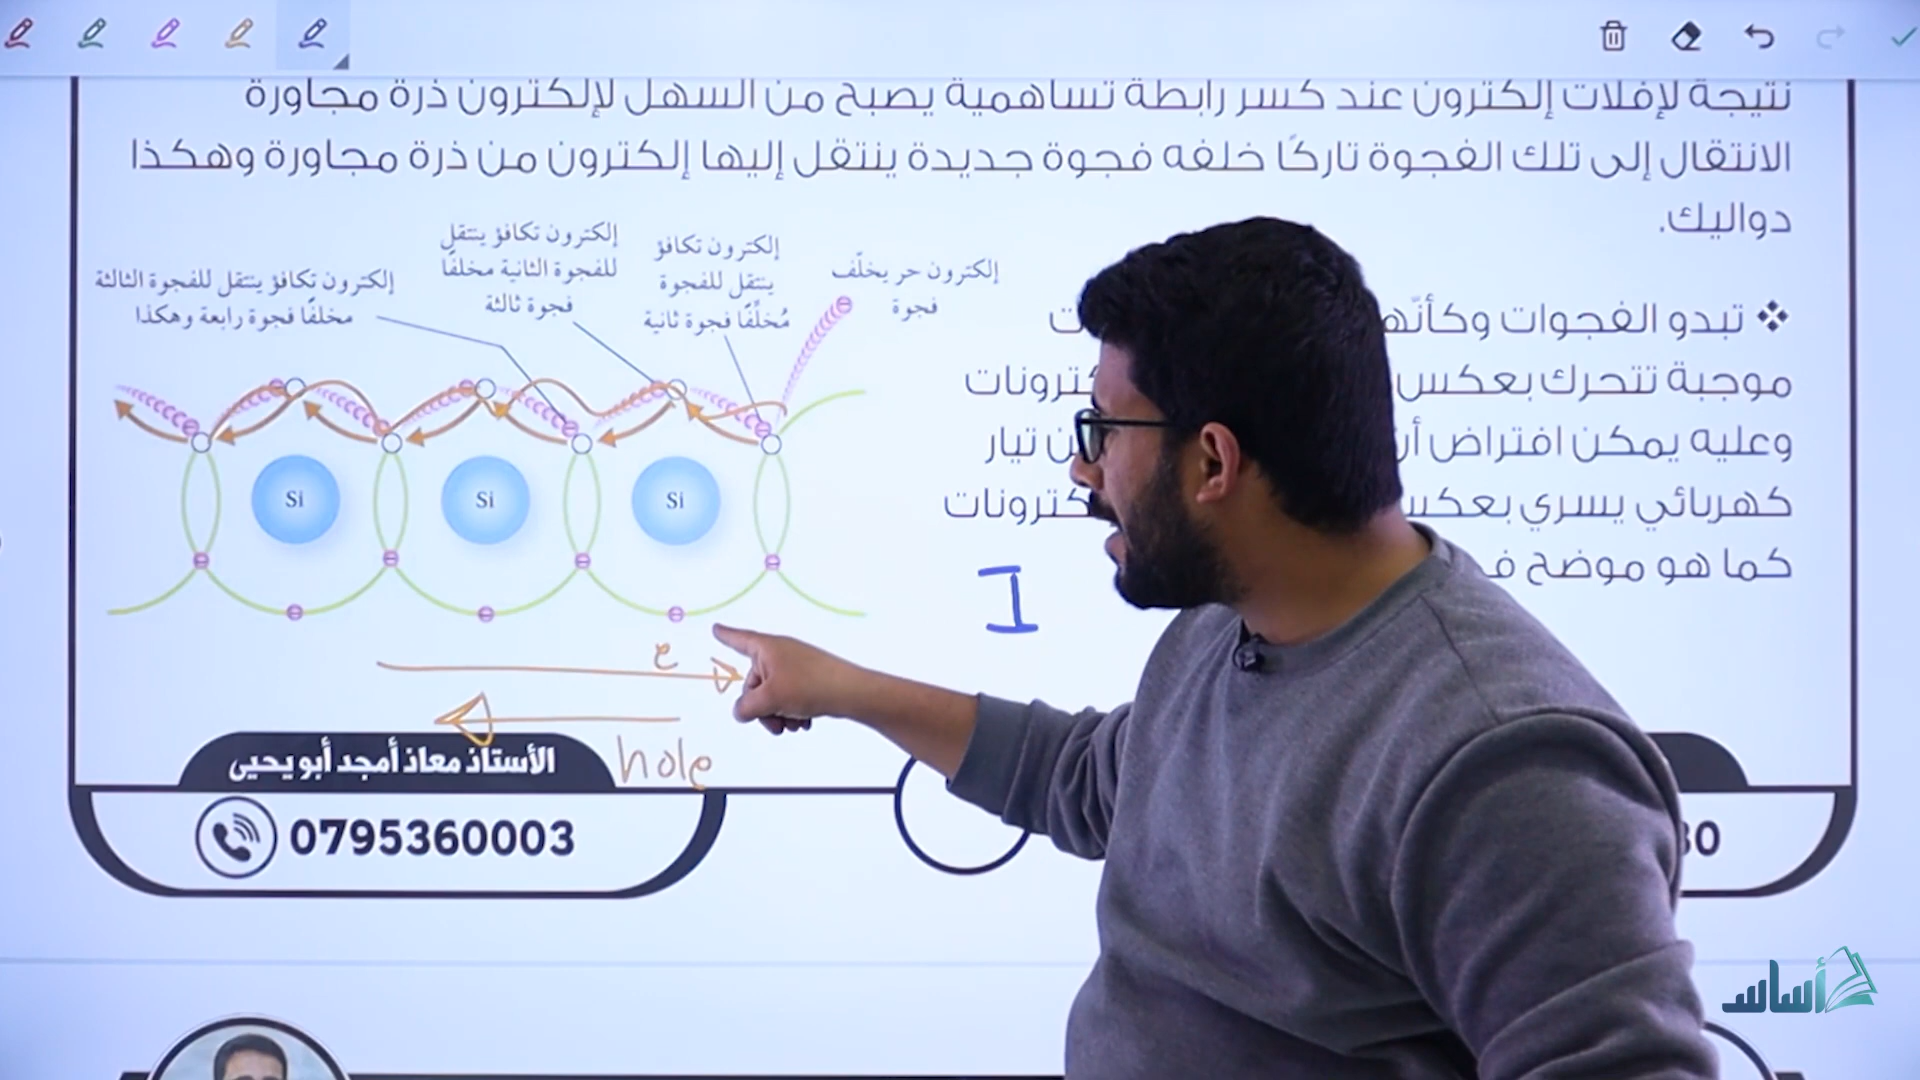 نتيجة لإفلات إلكترون عند كسر رابطة تساهمية يصبح من السهل لإلكترون ذرة مجاورة
الانتقال إلى تلك الفجوة تاركًا خلفه فجوة جديدة ينتقل إليها إلكترون من ذرة مجاورة وهكذا
دواليك.
❖ تبدو الفجوات وكأنّها
موجبة تتحرك بعكس
وعليه يمكن افتراض تيار
كهربائي يسري بعكس
كما هو موضح
إلكترون حر يخلّف
فجوة
إلكترون تكافؤ
ينتقل للفجوة
مُخلِّفًا فجوة ثانية
إلكترون تكافؤ ينتقل
للفجوة الثانية مخلفًا
فجوة ثالثة
إلكترون تكافؤ ينتقل للفجوة الثالثة
مخلفًا فجوة رابعة وهكذا
Si Si Si
I
e
hole
الأستاذ معاذ أمجد أبو يحيى
0795360003
أساس